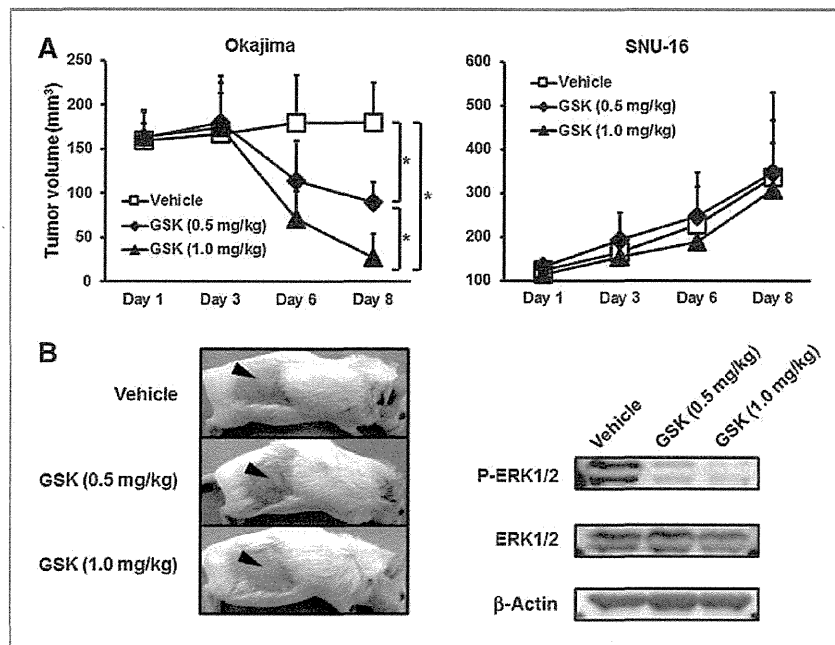 A
Okajima
Tumor volume (mm³)
250
200
150
100
50
0
Vehicle
GSK (0.5 mg/kg)
GSK (1.0 mg/kg)
*
*
*
Day 1 Day 3 Day 6 Day 8
SNU-16
600
500
400
300
200
100
Vehicle
GSK (0.5 mg/kg)
GSK (1.0 mg/kg)
Day 1 Day 3 Day 6 Day 8
B
Vehicle
GSK (0.5 mg/kg)
GSK (1.0 mg/kg)
Vehicle
GSK (0.5 mg/kg)
GSK (1.0 mg/kg)
P-ERK1/2
ERK1/2
β-Actin